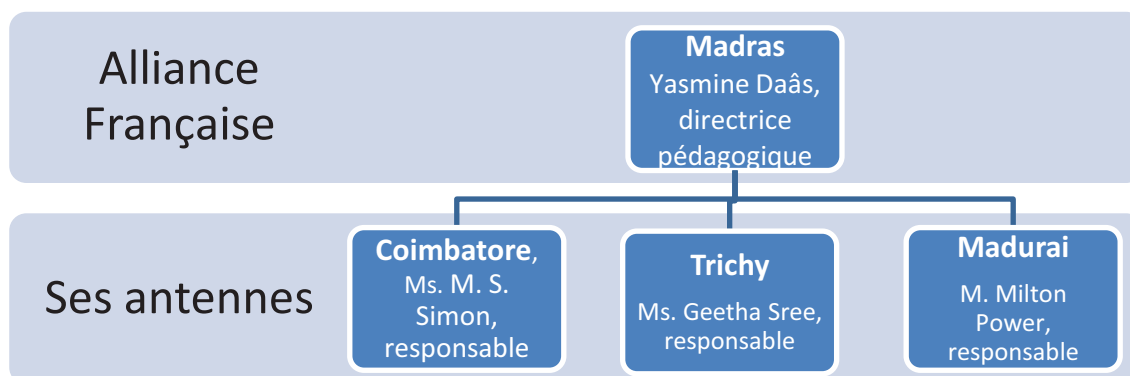 Alliance
Française
Madras
Yasmine Daâs,
directrice
pédagogique
Ses antennes
Coimbatore,
Ms. M. S.
Simon,
responsable
Trichy
Ms. Geetha Sree,
responsable
Madurai
M. Milton
Power,
responsable